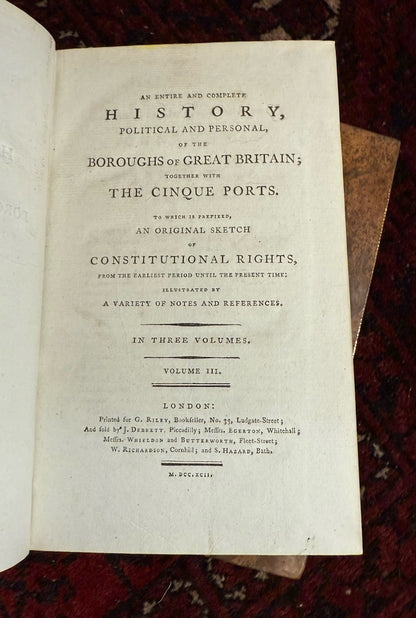 AN ENTIRE AND COMPLETE
HISTORY,
POLITICAL AND PERSONAL,
OF THE
BOROUGHS OF GREAT BRITAIN;
TOGETHER WITH
THE CINQUE PORTS.
TO WHICH IS PREFIXED,
AN ORIGINAL SKETCH
OF
CONSTITUTIONAL RIGHTS,
FROM THE EARLIEST PERIOD UNTIL THE PRESENT TIME:
ILLUSTRATED BY
A VARIETY OF NOTES AND REFERENCES.
IN THREE VOLUMES.
VOLUME III.
LONDON:
Printed for G. RILEY, Bookseller, No. 33, Ludgate-Street;
And sold by J. DEBRETT, Piccadilly; Messrs. EGERTON, Whitehall;
Messrs. WHIELDON and BUTTERWORTH, Fleet-Street;
W. RICHARDSON, Cornhill; and S. HAZARD, Bath.
M.DCC.XCII.